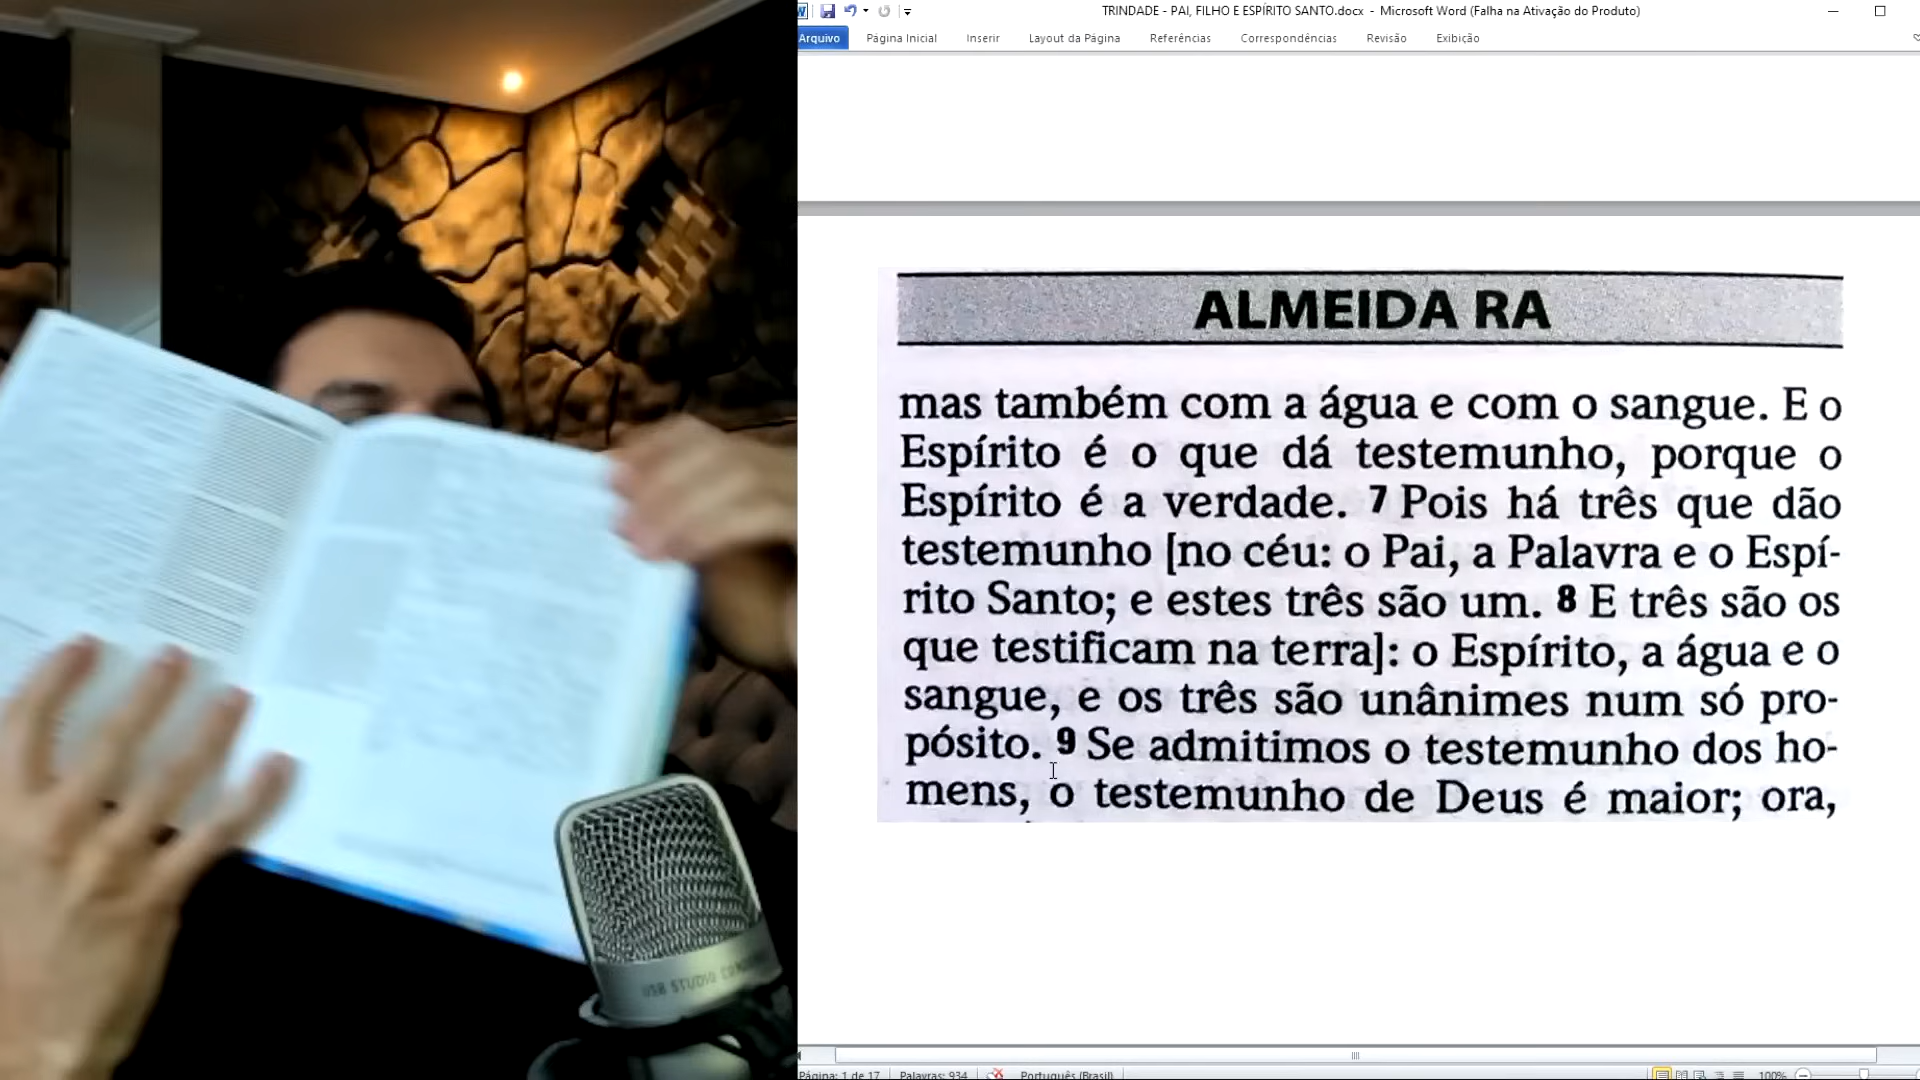 TRINDADE - PAI, FILHO E ESPÍRITO SANTO.docx - Microsoft Word (Falha na Ativação do Produto)
Arquivo Página Inicial Inserir Layout da Página Referências Correspondências Revisão Exibição
ALMEIDA RA
mas também com a água e com o sangue. E o
Espírito é o que dá testemunho, porque o
Espírito é a verdade. 7 Pois há três que dão
testemunho [no céu: o Pai, a Palavra e o Espí-
rito Santo; e estes três são um. 8 E três são os
que testificam na terra]: o Espírito, a água e o
sangue, e os três são unânimes num só pro-
pósito. 9 Se admitimos o testemunho dos ho-
mens, o testemunho de Deus é maior; ora,
USB STUDIO
Página: 1 de 17 Palavras: 934 Português (Brasil) 100%